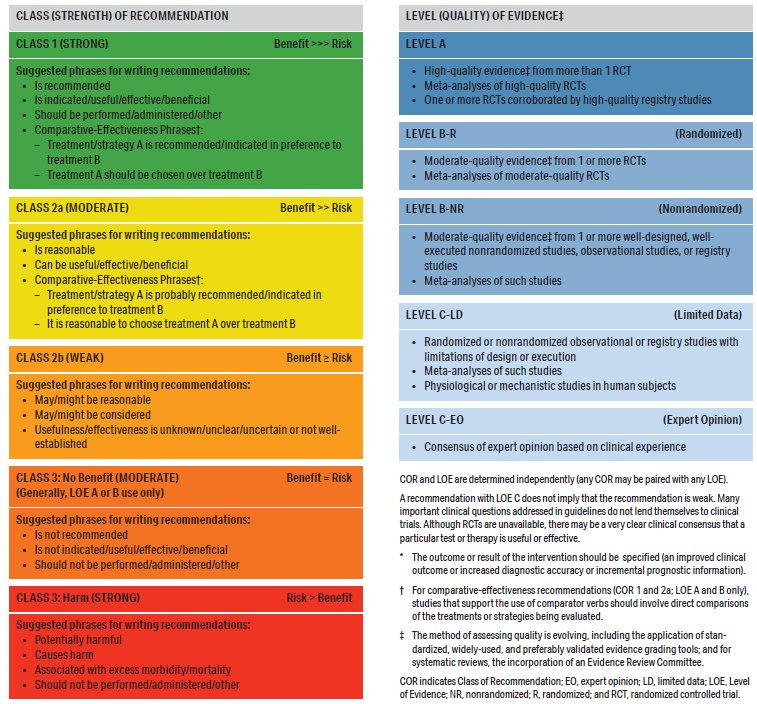 CLASS (STRENGTH) OF RECOMMENDATION
CLASS 1 (STRONG) Benefit >>> Risk
Suggested phrases for writing recommendations:
• Is recommended
• Is indicated/useful/effective/beneficial
• Should be performed/administered/other
• Comparative-Effectiveness Phrases†:
– Treatment/strategy A is recommended/indicated in preference to
treatment B
– Treatment A should be chosen over treatment B
CLASS 2a (MODERATE) Benefit >> Risk
Suggested phrases for writing recommendations:
• Is reasonable
• Can be useful/effective/beneficial
• Comparative-Effectiveness Phrases†:
– Treatment/strategy A is probably recommended/indicated in
preference to treatment B
– It is reasonable to choose treatment A over treatment B
CLASS 2b (WEAK) Benefit ≥ Risk
Suggested phrases for writing recommendations:
• May/might be reasonable
• May/might be considered
• Usefulness/effectiveness is unknown/unclear/uncertain or not well-
established
CLASS 3: No Benefit (MODERATE) Benefit = Risk
(Generally, LOE A or B use only)
Suggested phrases for writing recommendations:
• Is not recommended
• Is not indicated/useful/effective/beneficial
• Should not be performed/administered/other
CLASS 3: Harm (STRONG) Risk > Benefit
Suggested phrases for writing recommendations:
• Potentially harmful
• Causes harm
• Associated with excess morbidity/mortality
• Should not be performed/administered/other
LEVEL (QUALITY) OF EVIDENCE‡
LEVEL A
• High-quality evidence‡ from more than 1 RCT
• Meta-analyses of high-quality RCTs
• One or more RCTs corroborated by high-quality registry studies
LEVEL B-R (Randomized)
• Moderate-quality evidence‡ from 1 or more RCTs
• Meta-analyses of moderate-quality RCTs
LEVEL B-NR (Nonrandomized)
• Moderate-quality evidence‡ from 1 or more well-designed, well-
executed nonrandomized studies, observational studies, or registry
studies
• Meta-analyses of such studies
LEVEL C-LD (Limited Data)
• Randomized or nonrandomized observational or registry studies with
limitations of design or execution
• Meta-analyses of such studies
• Physiological or mechanistic studies in human subjects
LEVEL C-EO (Expert Opinion)
• Consensus of expert opinion based on clinical experience
COR and LOE are determined independently (any COR may be paired with any LOE).
A recommendation with LOE C does not imply that the recommendation is weak. Many
important clinical questions addressed in guidelines do not lend themselves to clinical
trials. Although RCTs are unavailable, there may be a very clear clinical consensus that a
particular test or therapy is useful or effective.
* The outcome or result of the intervention should be specified (an improved clinical
outcome or increased diagnostic accuracy or incremental prognostic information).
† For comparative-effectiveness recommendations (COR 1 and 2a; LOE A and B only),
studies that support the use of comparator verbs should involve direct comparisons
of the treatments or strategies being evaluated.
‡ The method of assessing quality is evolving, including the application of stan-
dardized, widely-used, and preferably validated evidence grading tools; and for
systematic reviews, the incorporation of an Evidence Review Committee.
COR indicates Class of Recommendation; EO, expert opinion; LD, limited data; LOE, Level
of Evidence; NR, nonrandomized; R, randomized; and RCT, randomized controlled trial.